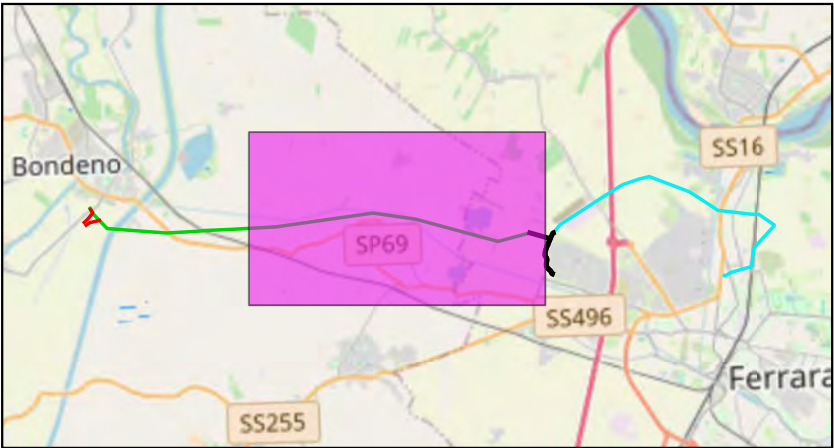 SS16
Bondeno
SP69
SS496
Ferrara
SS255